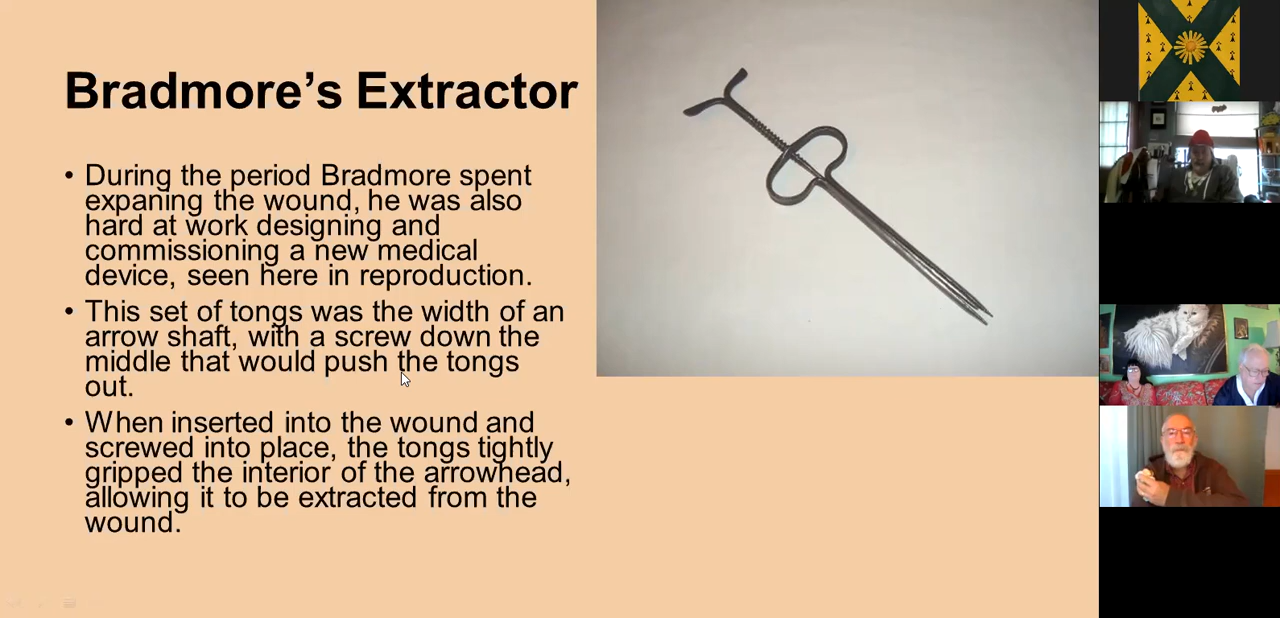 Bradmore’s Extractor
• During the period Bradmore spent
expaning the wound, he was also
hard at work designing and
commissioning a new medical
device, seen here in reproduction.
• This set of tongs was the width of an
arrow shaft, with a screw down the
middle that would push the tongs
out.
• When inserted into the wound and
screwed into place, the tongs tightly
gripped the interior of the arrowhead,
allowing it to be extracted from the
wound.